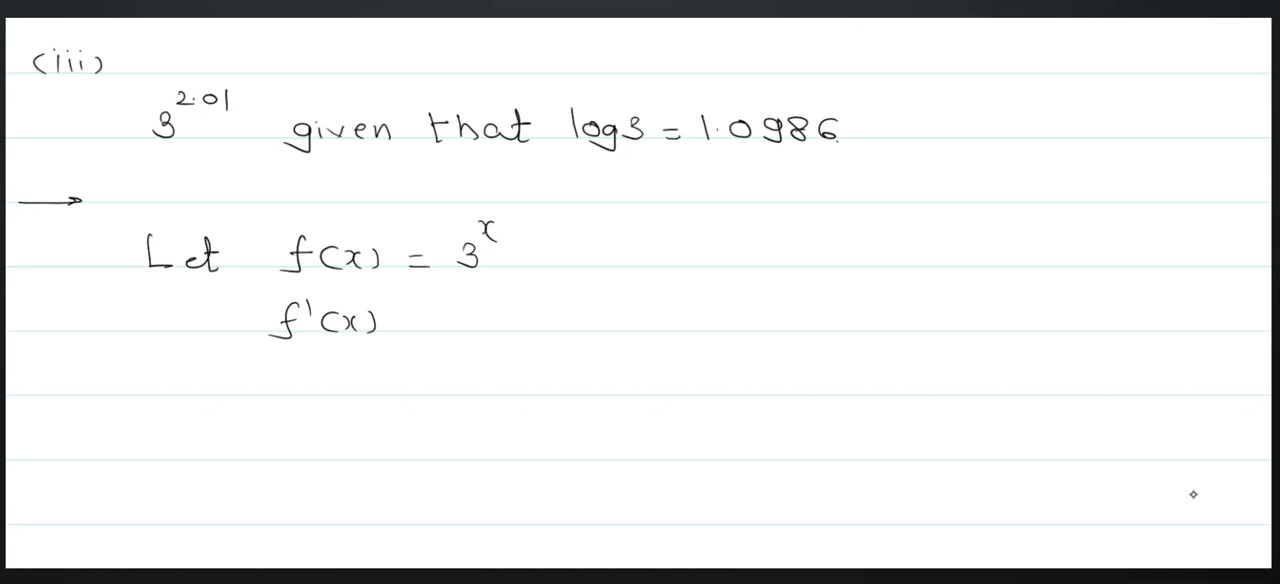 (iii)
3^2.01 given that log3 = 1.0986
Let f(x) = 3^x
f'(x)